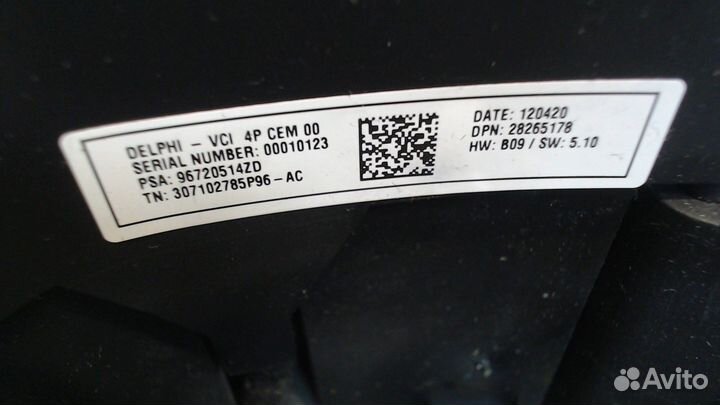 DELPHI - VCI 4P CEM 00
SERIAL NUMBER: 00010123
PSA: 96720514ZD
TN: 307102785P96-AC
DATE: 120420
DPN: 28265178
HW: B09 / SW: 5.10
Avito